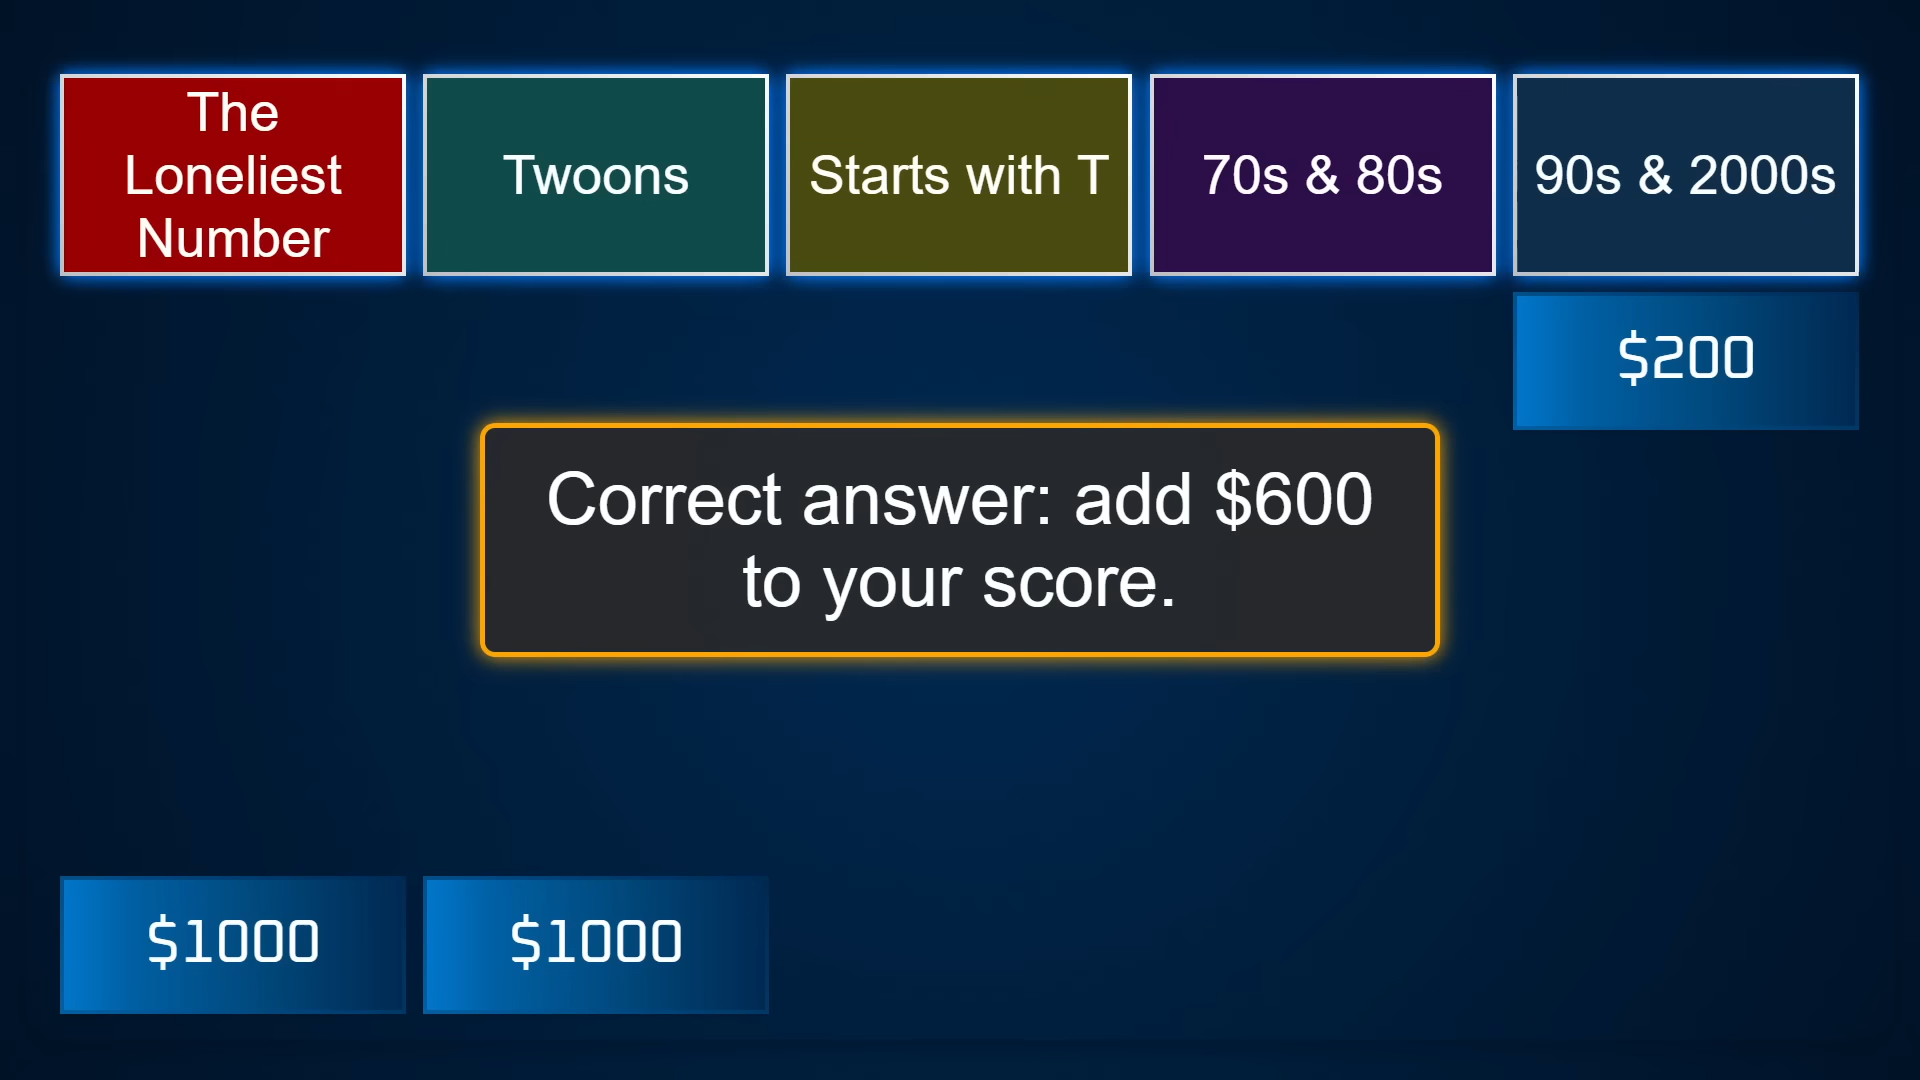 The
Loneliest
Number
Twoons
Starts with T
70s & 80s
90s & 2000s
$200
Correct answer: add $600
to your score.
$1000
$1000